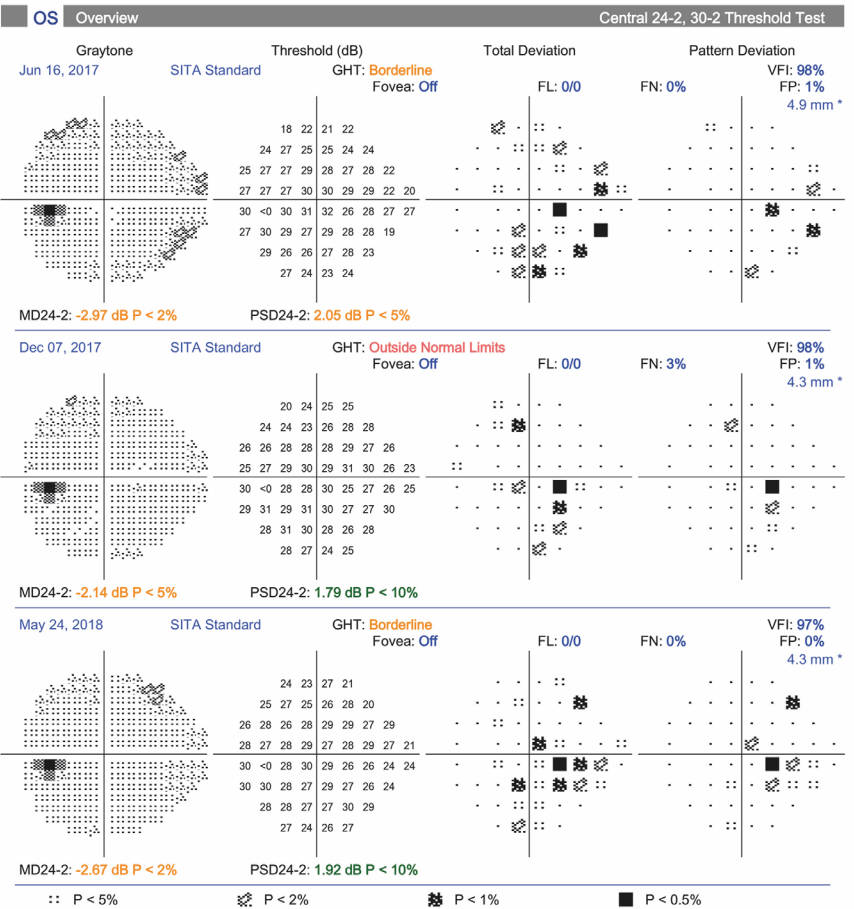 OS Overview Central 24-2, 30-2 Threshold Test
Graytone Threshold (dB) Total Deviation Pattern Deviation
Jun 16, 2017 SITA Standard GHT: Borderline VFI: 98%
Fovea: Off FL: 0/0 FN: 0% FP: 1%
4.9 mm *
18 22 21 22
24 27 25 25 24 24
25 27 27 29 28 27 28 22
27 27 27 30 30 29 29 22 20
30 <0 30 31 32 26 28 27 27
27 30 29 27 29 28 28 19
29 26 26 27 28 23
27 24 23 24
MD24-2: -2.97 dB P < 2% PSD24-2: 2.05 dB P < 5%
Dec 07, 2017 SITA Standard GHT: Outside Normal Limits VFI: 98%
Fovea: Off FL: 0/0 FN: 3% FP: 1%
4.3 mm *
20 24 25 25
24 24 23 26 28 28
26 26 28 28 28 29 27 26
25 27 29 30 29 31 30 26 23
30 <0 28 28 30 25 27 26 25
29 31 29 31 30 27 27 30
28 31 30 28 26 28
28 27 24 25
MD24-2: -2.14 dB P < 5% PSD24-2: 1.79 dB P < 10%
May 24, 2018 SITA Standard GHT: Borderline VFI: 97%
Fovea: Off FL: 0/0 FN: 0% FP: 0%
4.3 mm *
24 23 27 21
25 27 25 26 28 20
26 28 26 28 29 29 27 29
28 27 28 29 27 28 29 27 21
30 <0 28 30 29 26 26 24 24
30 30 28 27 29 27 26 24
28 28 27 27 30 29
27 24 26 27
MD24-2: -2.67 dB P < 2% PSD24-2: 1.92 dB P < 10%
P < 5% P < 2% P < 1% P < 0.5%